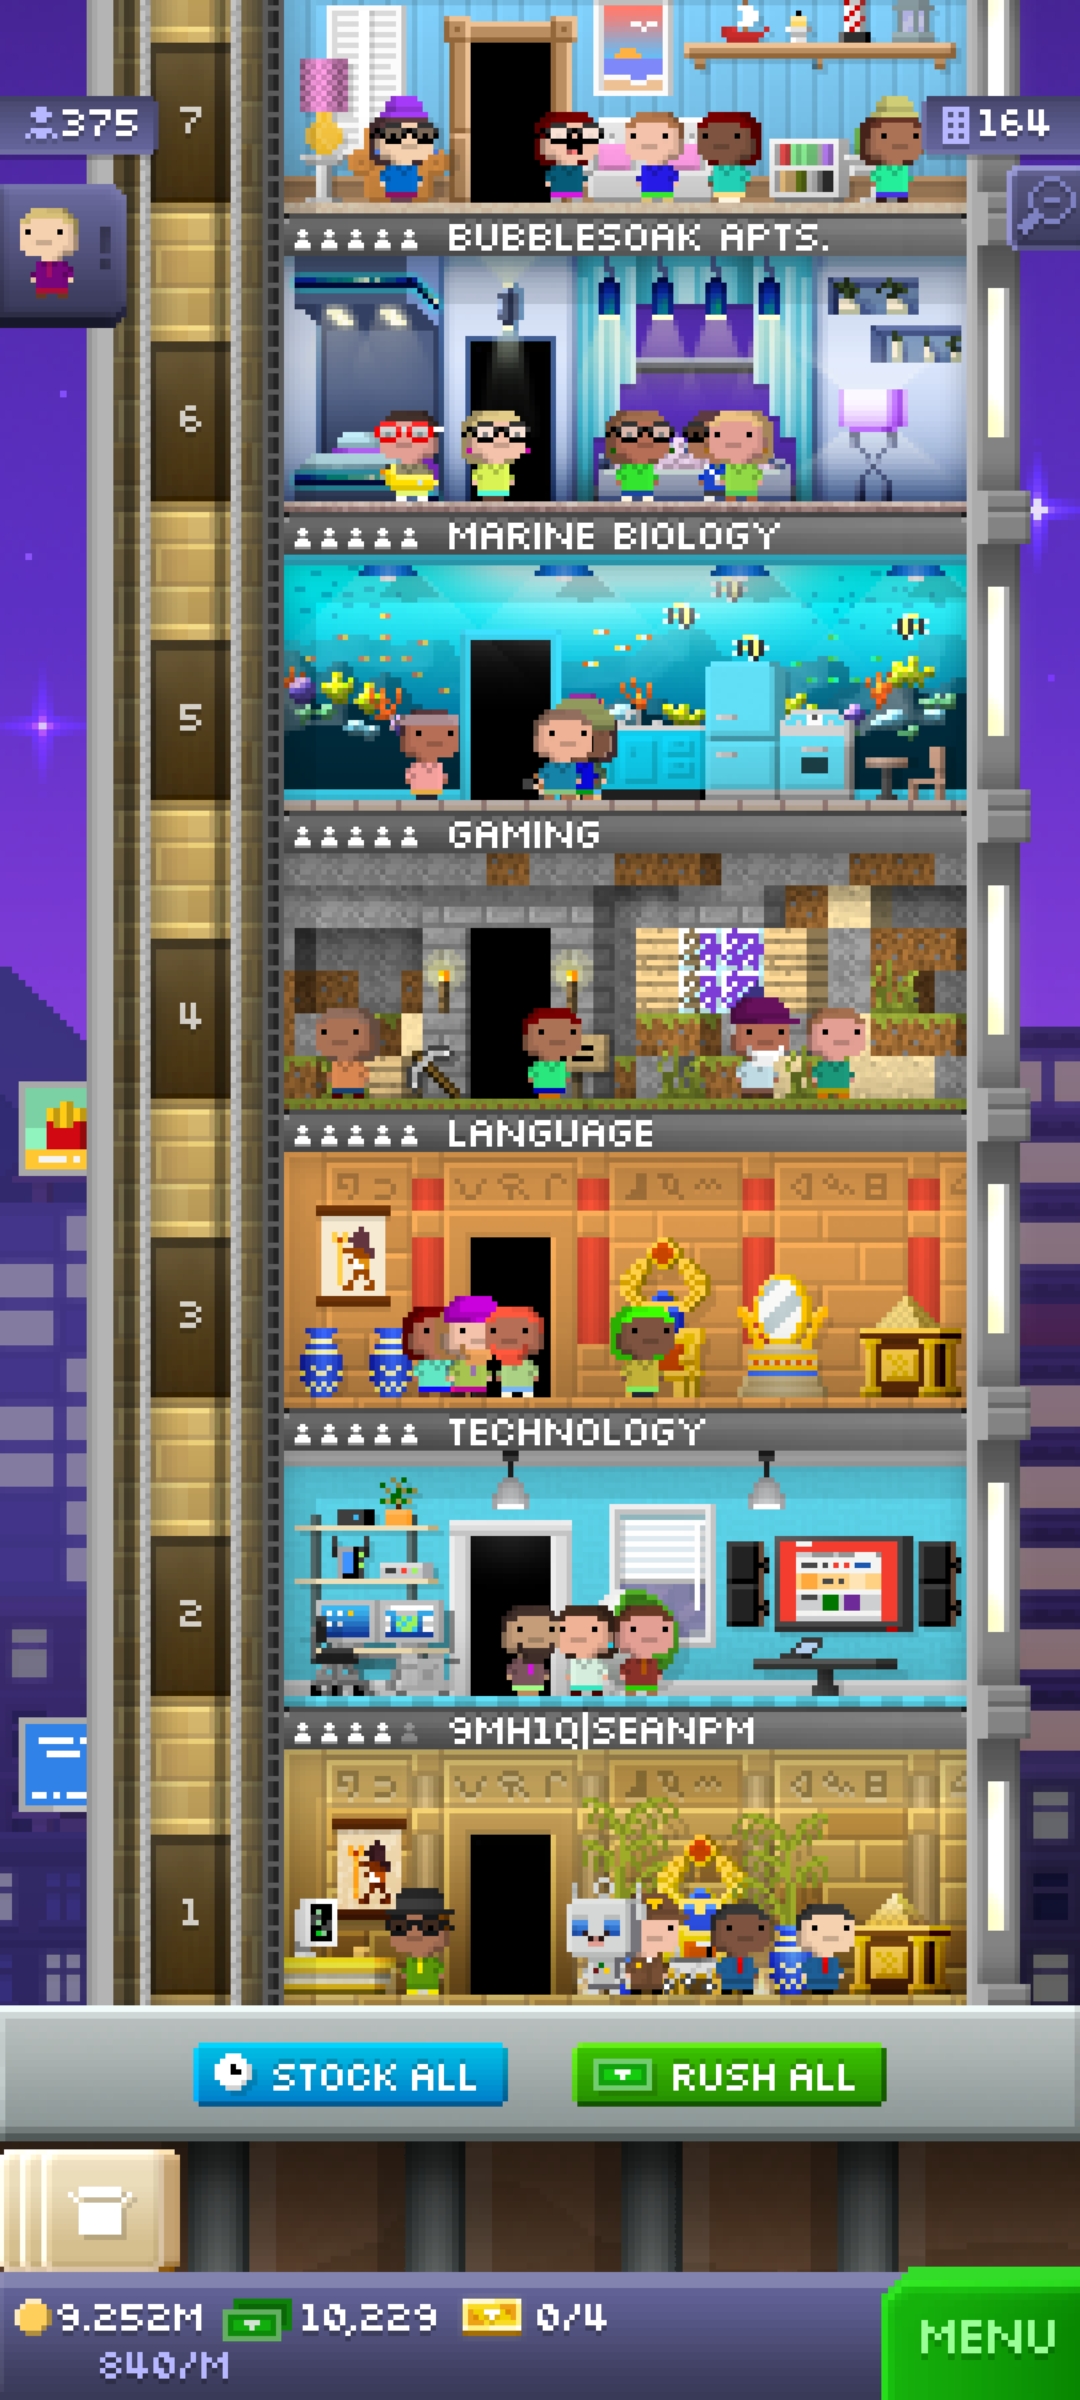 7
375
164
BUBBLESOAK APTS.
6
MARINE BIOLOGY
5
GAMING
4
LANGUAGE
3
TECHNOLOGY
2
9MH1Q|SEANPM
1
STOCK ALL
RUSH ALL
9.252M
10,229
0/4
840/M
MENU